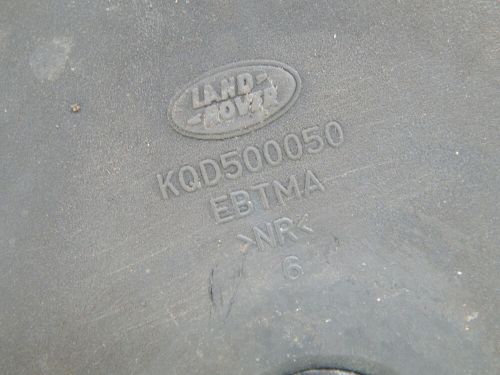 LAND
ROVER
KQD500050
EBTMA
>NR<
6